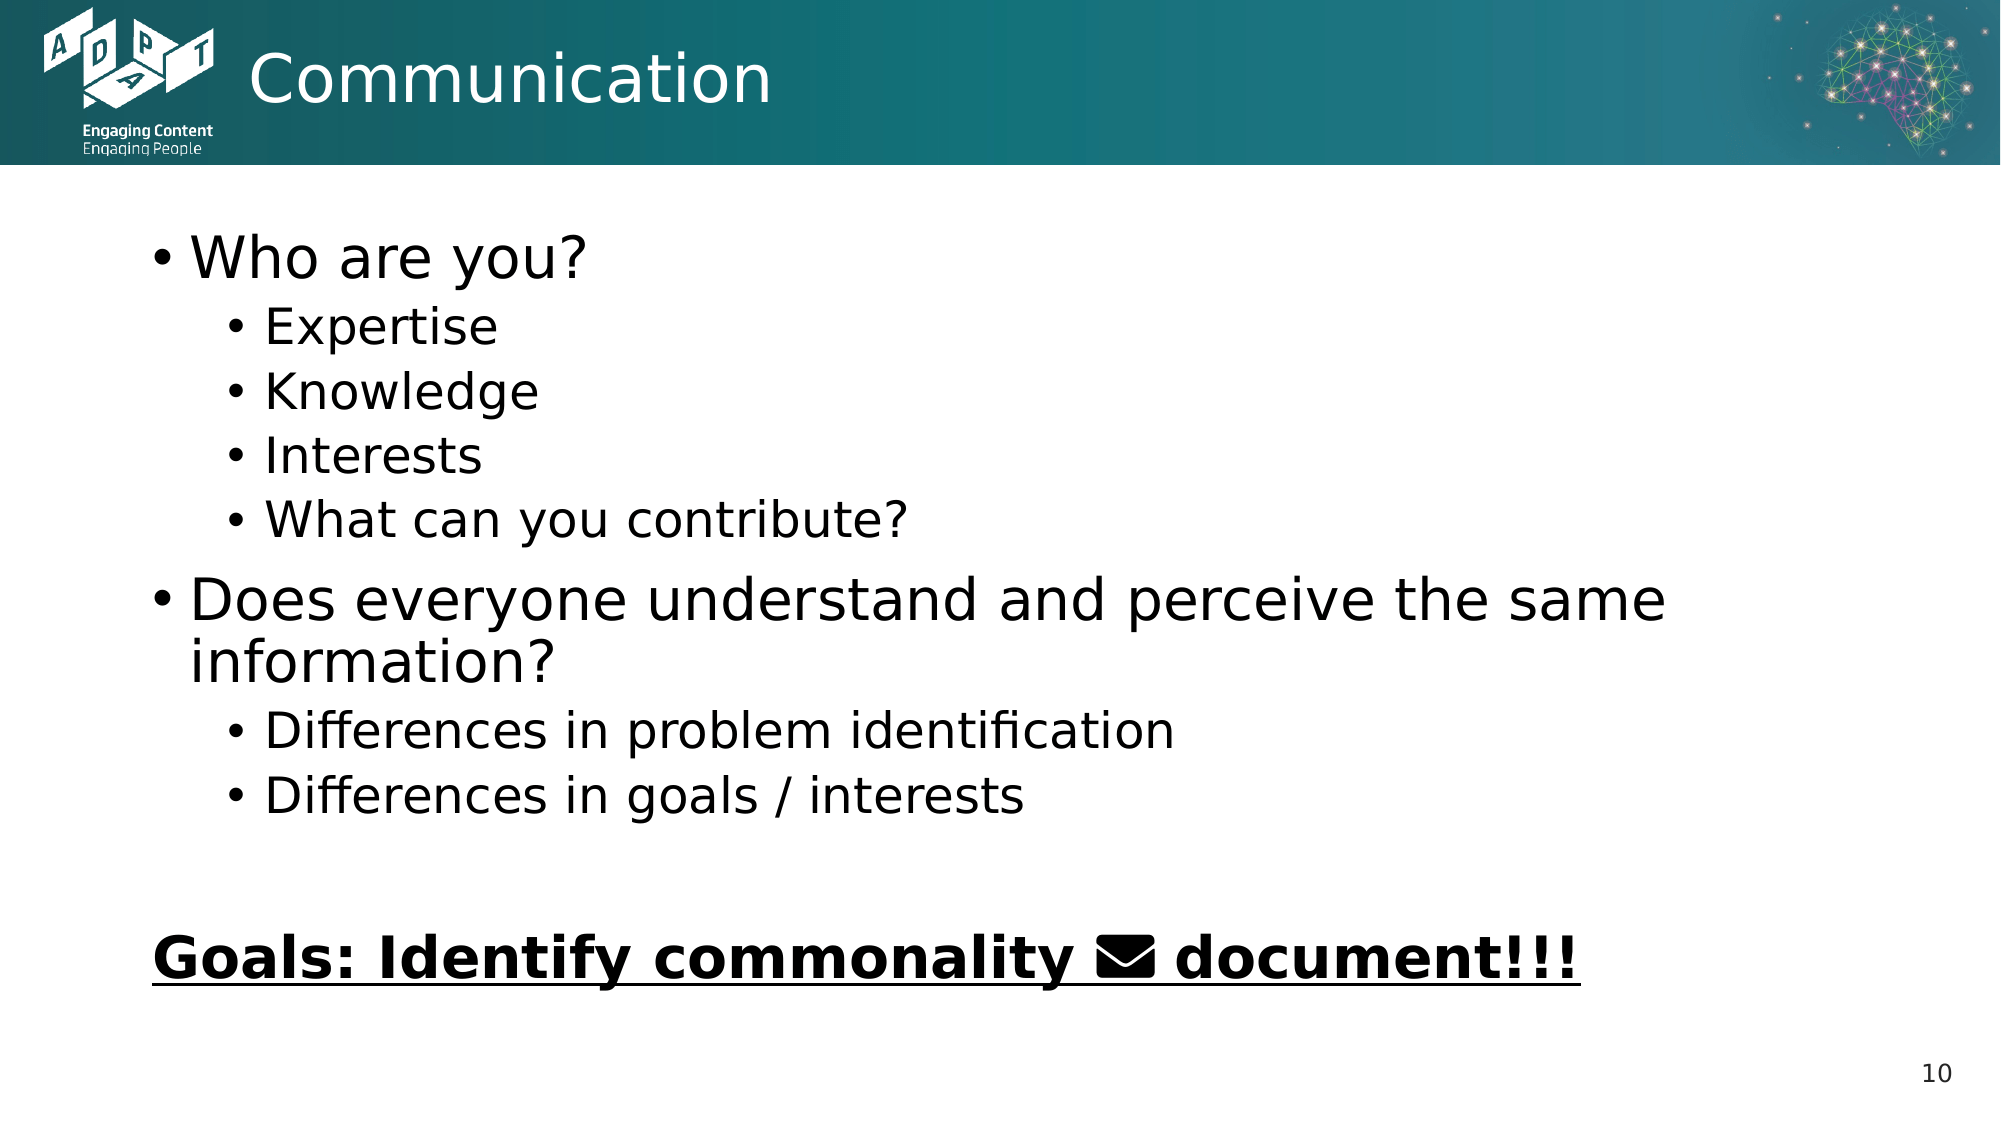 ADAPT
Engaging Content
Engaging People
Communication
• Who are you?
• Expertise
• Knowledge
• Interests
• What can you contribute?
• Does everyone understand and perceive the same
information?
• Differences in problem identification
• Differences in goals / interests
Goals: Identify commonality ✉ document!!!
10